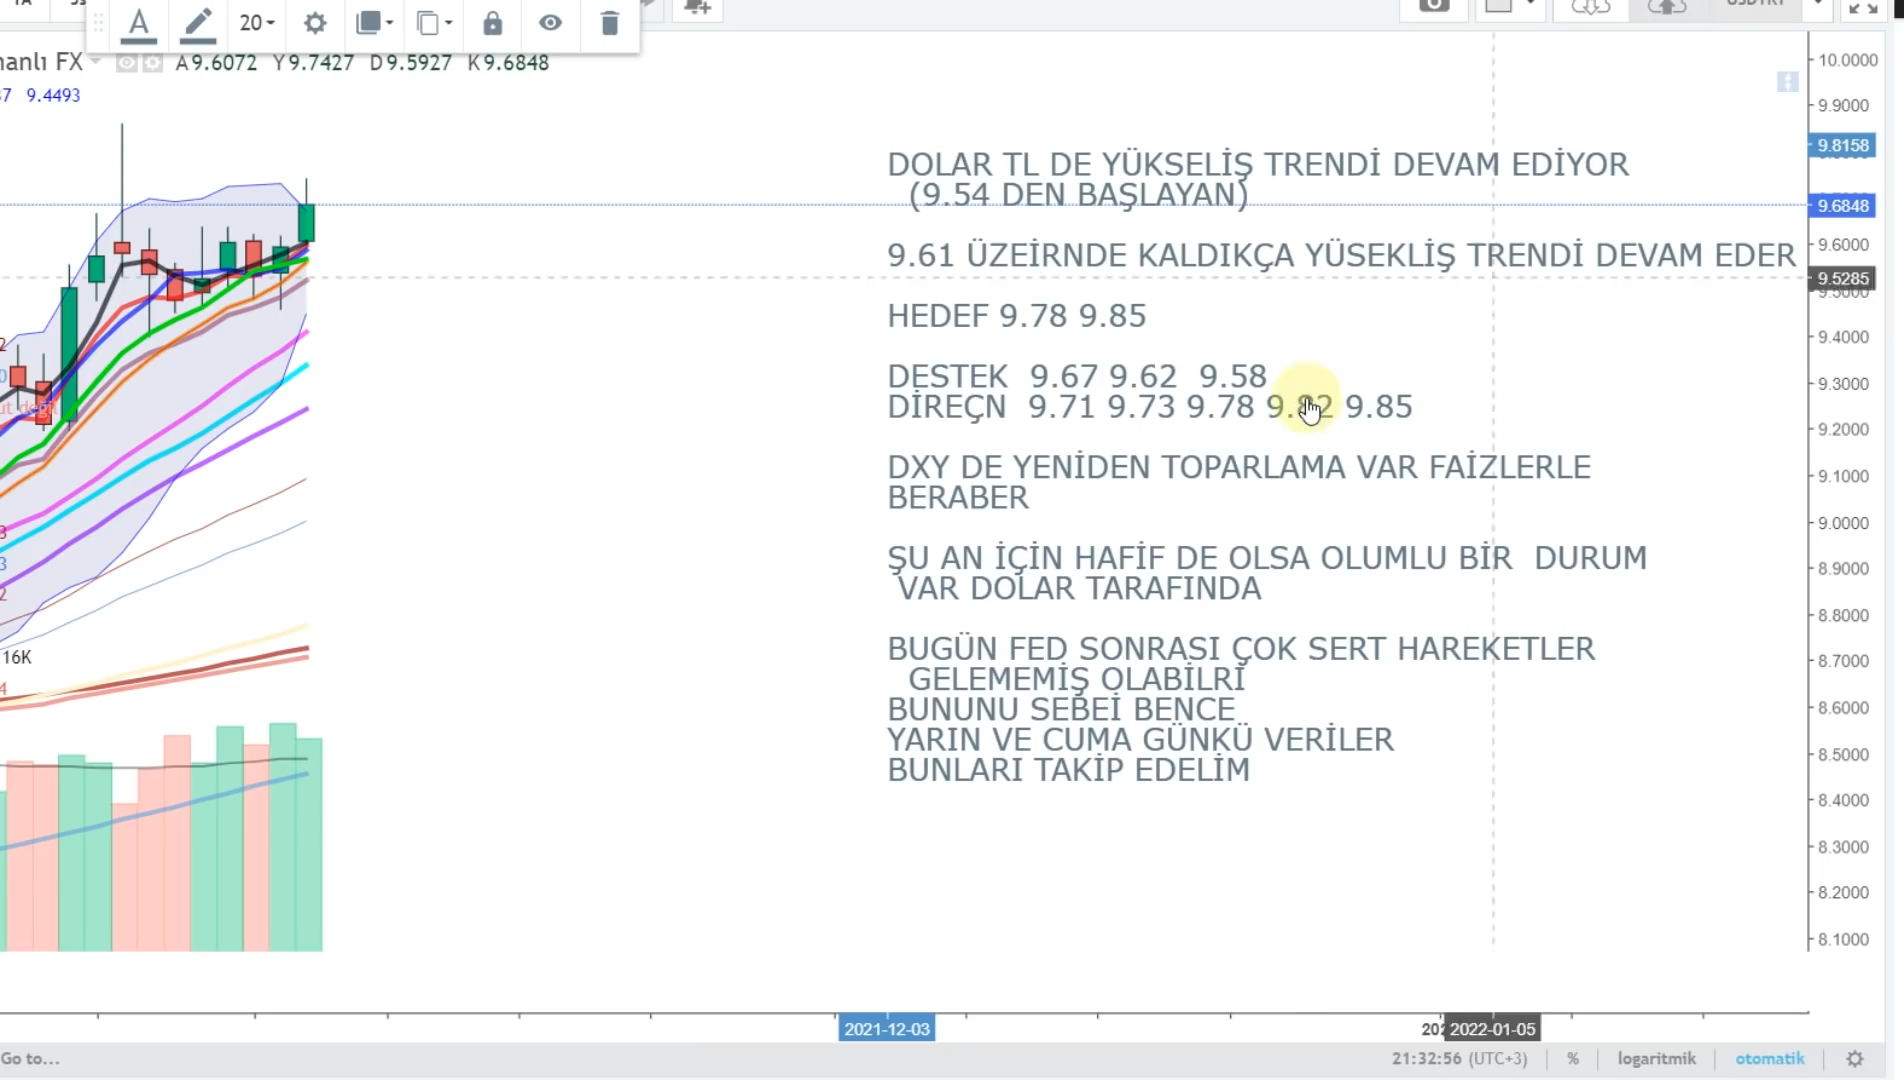 20
USDTRY
anlı FX A9.6072 Y9.7427 D9.5927 K9.6848
9.4493
10.0000
9.9000
9.8158
9.6848
9.6000
9.5285
9.5000
9.4000
9.3000
9.2000
9.1000
9.0000
8.9000
8.8000
8.7000
8.6000
8.5000
8.4000
8.3000
8.2000
8.1000
DOLAR TL DE YÜKSELİŞ TRENDİ DEVAM EDİYOR
(9.54 DEN BAŞLAYAN)
9.61 ÜZEİRNDE KALDIKÇA YÜSEKLİŞ TRENDİ DEVAM EDER
HEDEF 9.78 9.85
DESTEK 9.67 9.62 9.58
DİREÇN 9.71 9.73 9.78 9.82 9.85
DXY DE YENİDEN TOPARLAMA VAR FAİZLERLE
BERABER
ŞU AN İÇİN HAFİF DE OLSA OLUMLU BİR DURUM
VAR DOLAR TARAFINDA
BUGÜN FED SONRASI ÇOK SERT HAREKETLER
GELEMEMİŞ OLABİLRİ
BUNUNU SEBEİ BENCE
YARIN VE CUMA GÜNKÜ VERİLER
BUNLARI TAKİP EDELİM
16K
2021-12-03
2022-01-05
Go to...
21:32:56 (UTC+3) % logaritmik otomatik